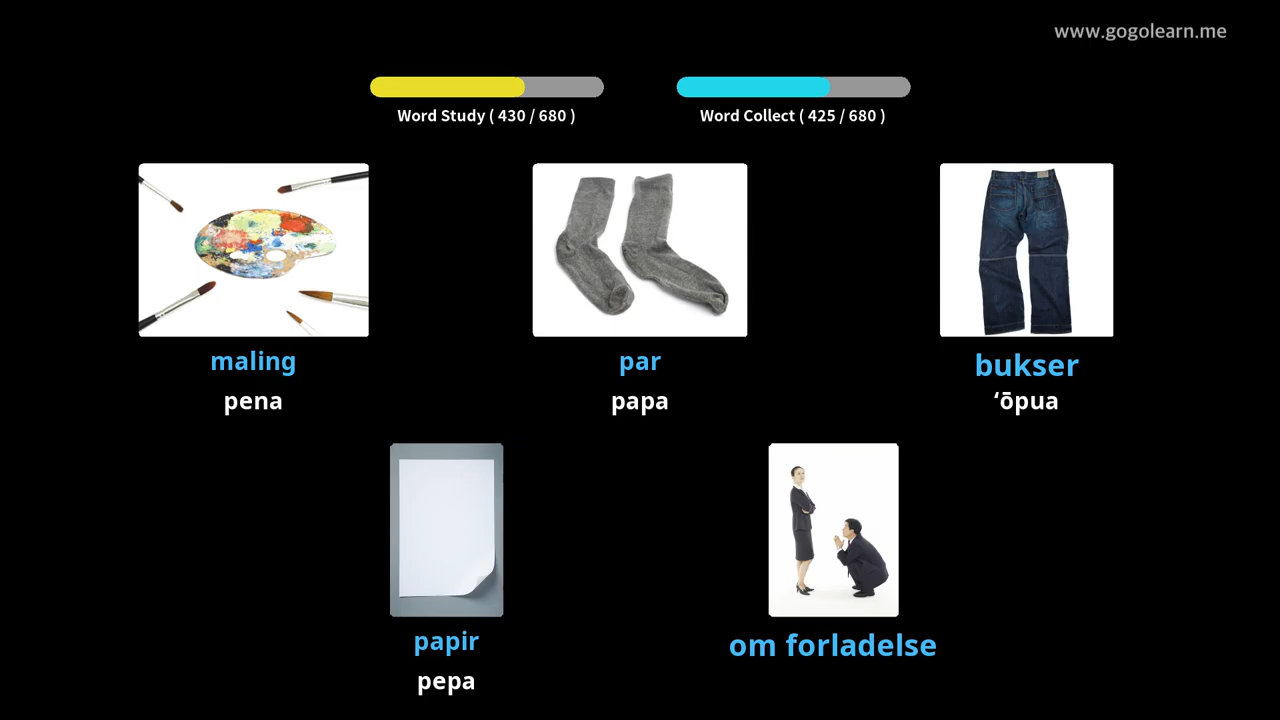 www.gogolearn.me
Word Study ( 430 / 680 )
Word Collect ( 425 / 680 )
maling
pena
par
papa
bukser
ʻōpua
papir
pepa
om forladelse